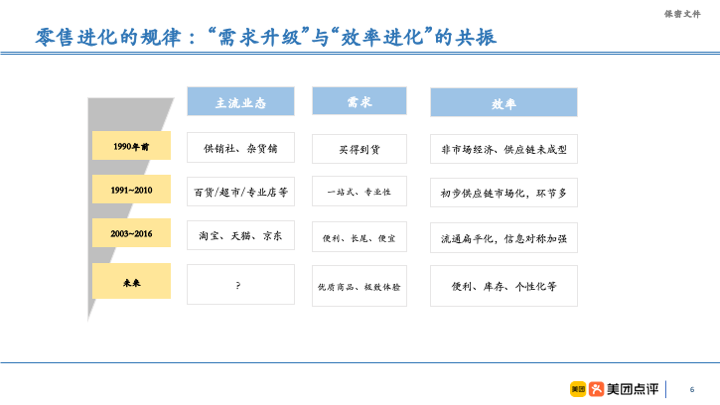 保密文件
零售进化的规律：“需求升级”与“效率进化”的共振
主流业态
需求
效率
1990年前
供销社、杂货铺
买得到货
非市场经济、供应链未成型
1991~2010
百货/超市/专业店等
一站式、专业性
初步供应链市场化，环节多
2003~2016
淘宝、天猫、京东
便利、长尾、便宜
流通扁平化，信息对称加强
未来
?
优质商品、极致体验
便利、库存、个性化等
美团
美团点评
6